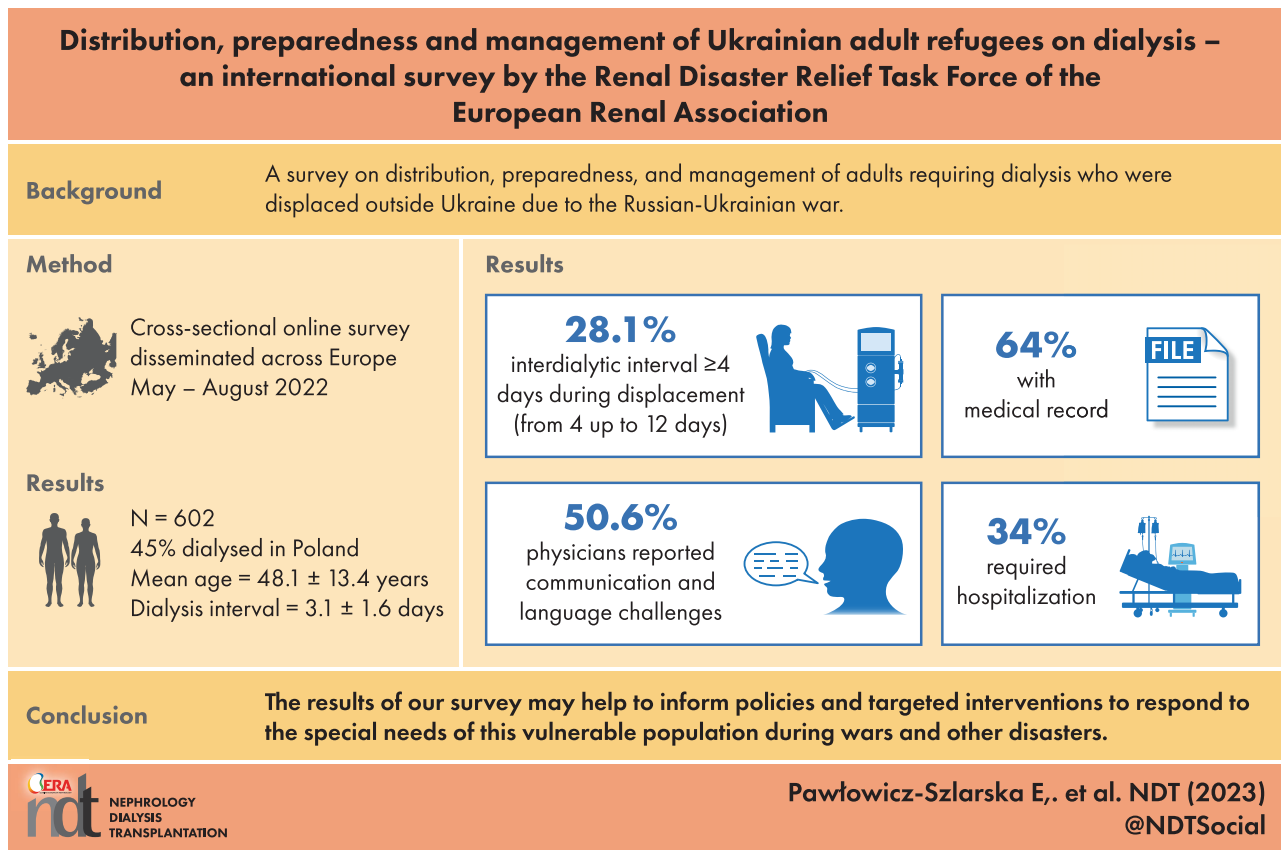 Distribution, preparedness and management of Ukrainian adult refugees on dialysis –
an international survey by the Renal Disaster Relief Task Force of the
European Renal Association
Background
A survey on distribution, preparedness, and management of adults requiring dialysis who were
displaced outside Ukraine due to the Russian-Ukrainian war.
Method
Cross-sectional online survey
disseminated across Europe
May – August 2022
Results
N = 602
45% dialysed in Poland
Mean age = 48.1 ± 13.4 years
Dialysis interval = 3.1 ± 1.6 days
Results
28.1%
interdialytic interval ≥4
days during displacement
(from 4 up to 12 days)
64%
with
medical record
FILE
50.6%
physicians reported
communication and
language challenges
34%
required
hospitalization
Conclusion
The results of our survey may help to inform policies and targeted interventions to respond to
the special needs of this vulnerable population during wars and other disasters.
ERA
ndt
NEPHROLOGY
DIALYSIS
TRANSPLANTATION
Pawłowicz-Szlarska E,. et al. NDT (2023)
@NDTSocial